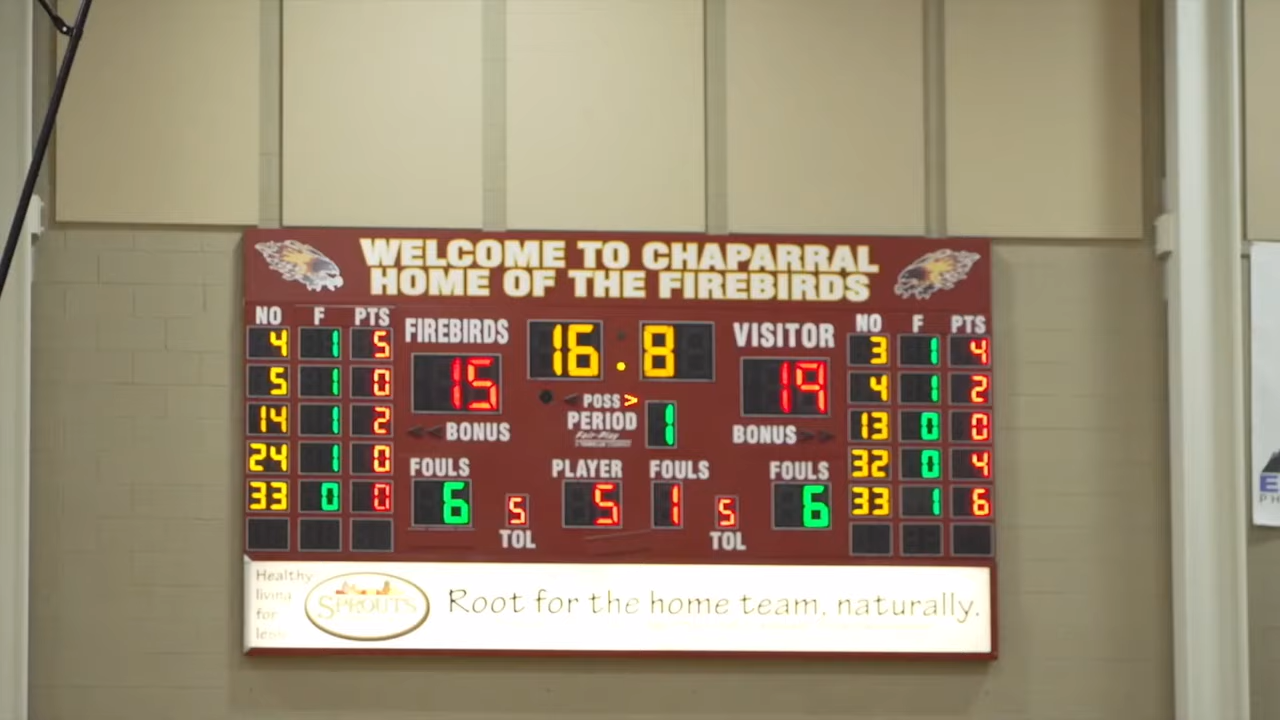 WELCOME TO CHAPARRAL
HOME OF THE FIREBIRDS
NO F PTS
4 1 5
5 1 0
14 1 2
24 1 0
33 0 0
FIREBIRDS
15
16.8
VISITOR
19
< POSS >
PERIOD 1
Fair-Play
<< BONUS
BONUS >>
FOULS
6
5
TOL
PLAYER FOULS
5 1
5
TOL
FOULS
6
NO F PTS
3 1 4
4 1 2
13 0 0
32 0 4
33 1 6
Healthy
living
for
less
SPROUTS
Root for the home team, naturally.